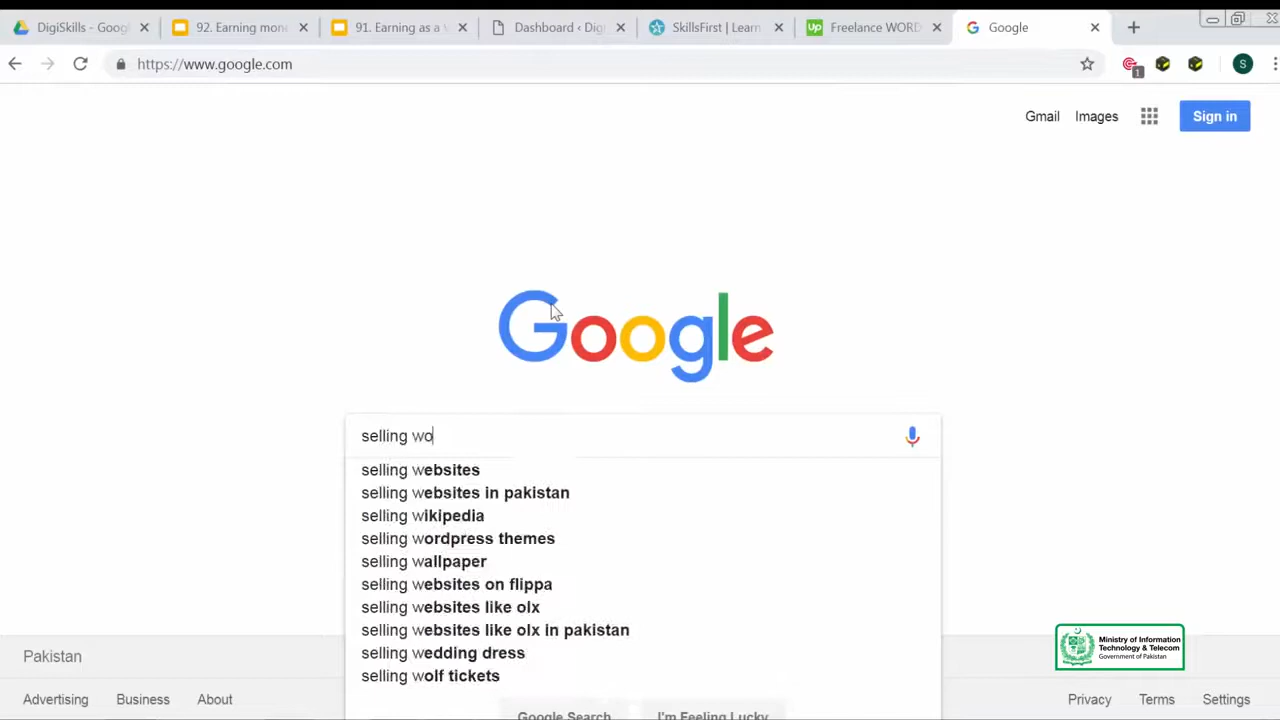 DigiSkills - Goog
92. Earning mon
91. Earning as a V
Dashboard - Digi
SkillsFirst | Learn
Up Freelance WORD
Google
https://www.google.com
1
S
Gmail
Images
Sign in
Google
selling wo
selling websites
selling websites in pakistan
selling wikipedia
selling wordpress themes
selling wallpaper
selling websites on flippa
selling websites like olx
selling websites like olx in pakistan
selling wedding dress
selling wolf tickets
Google Search
I'm Feeling Lucky
Pakistan
Ministry of Information
Technology & Telecom
Government of Pakistan
Advertising
Business
About
Privacy
Terms
Settings